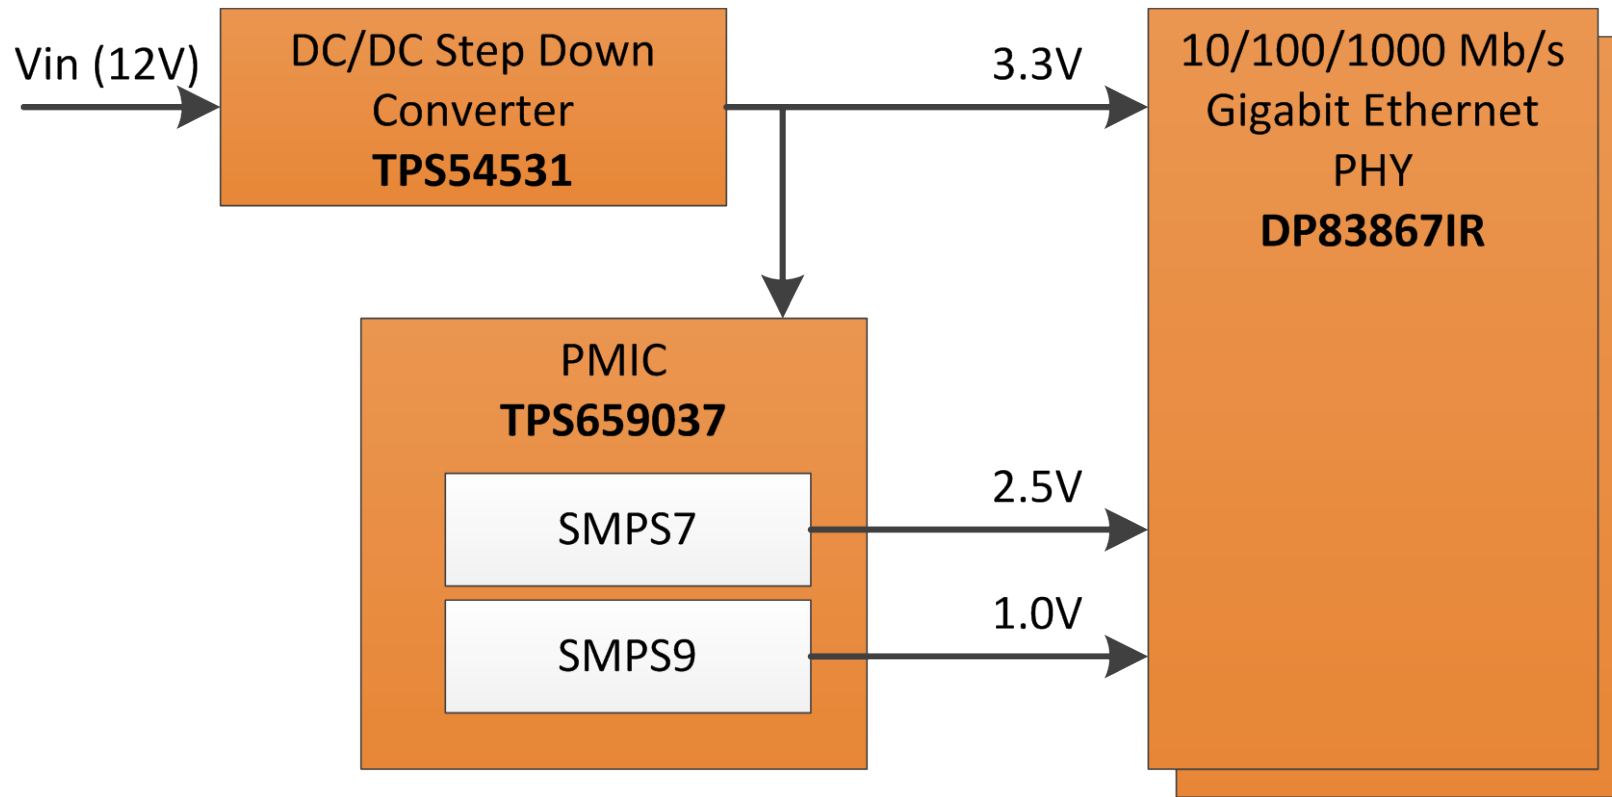 Vin (12V)
DC/DC Step Down
Converter
TPS54531
3.3V
10/100/1000 Mb/s
Gigabit Ethernet
PHY
DP83867IR
PMIC
TPS659037
SMPS7
2.5V
SMPS9
1.0V